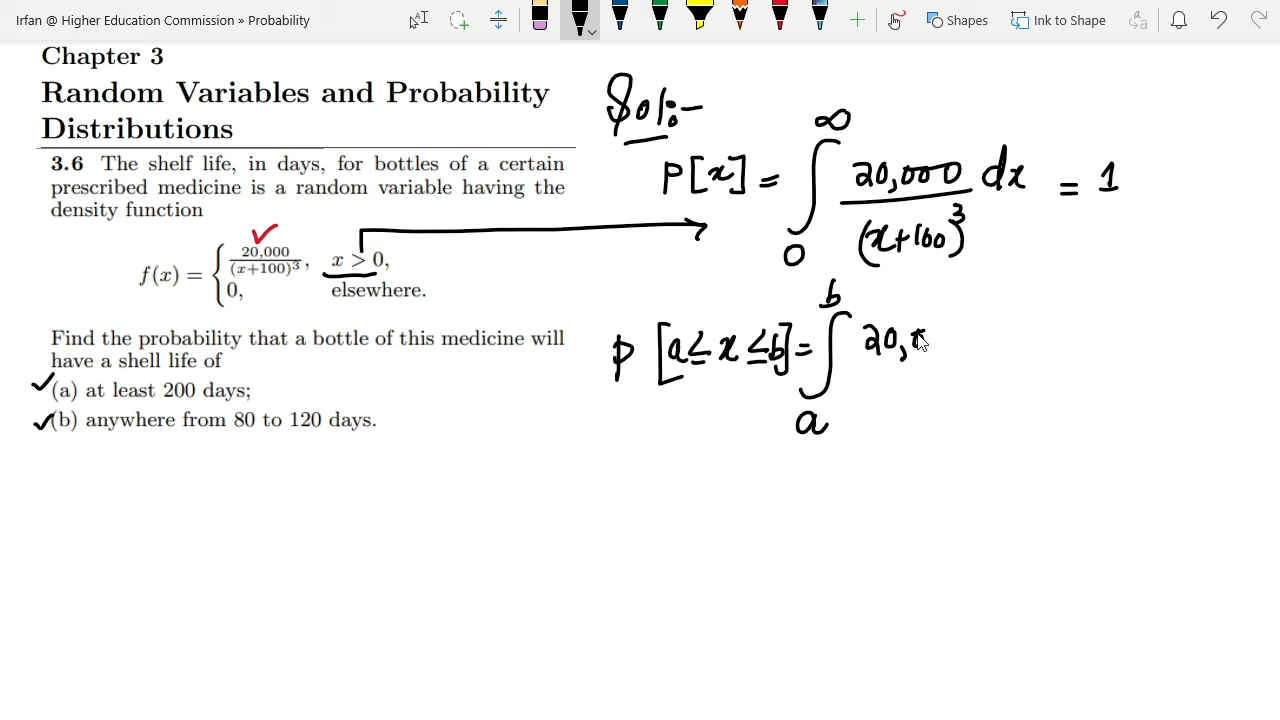 Irfan @ Higher Education Commission » Probability
Shapes
Ink to Shape
Chapter 3
Random Variables and Probability
Distributions
3.6 The shelf life, in days, for bottles of a certain
prescribed medicine is a random variable having the
density function
f(x) = { 20,000/(x+100)³, x > 0,
0, elsewhere.
Find the probability that a bottle of this medicine will
have a shell life of
(a) at least 200 days;
(b) anywhere from 80 to 120 days.
Sol:-
P[x] = ∫₀^∞ 20,000/(x+100)³ dx = 1
P [a≤ x ≤b] = ∫ₐᵇ 20,